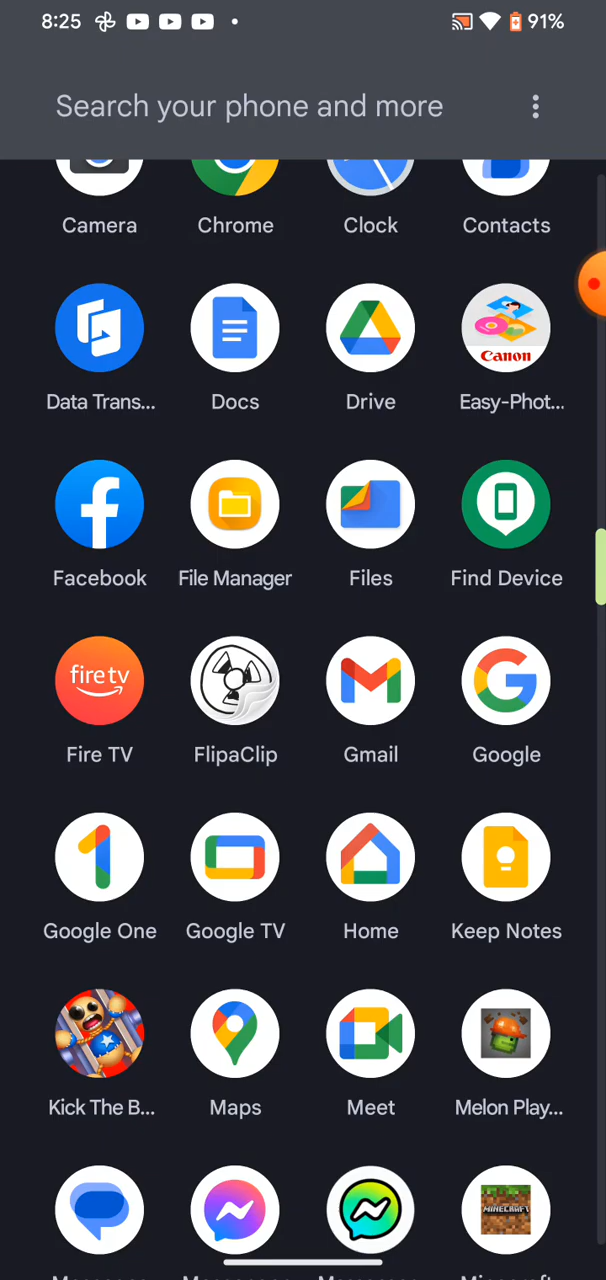 8:25
91%
Search your phone and more
Camera
Chrome
Clock
Contacts
Canon
Data Trans...
Docs
Drive
Easy-Phot...
Facebook
File Manager
Files
Find Device
fire tv
Fire TV
FlipaClip
Gmail
Google
Google One
Google TV
Home
Keep Notes
Kick The B...
Maps
Meet
Melon Play...
MINECRAFT